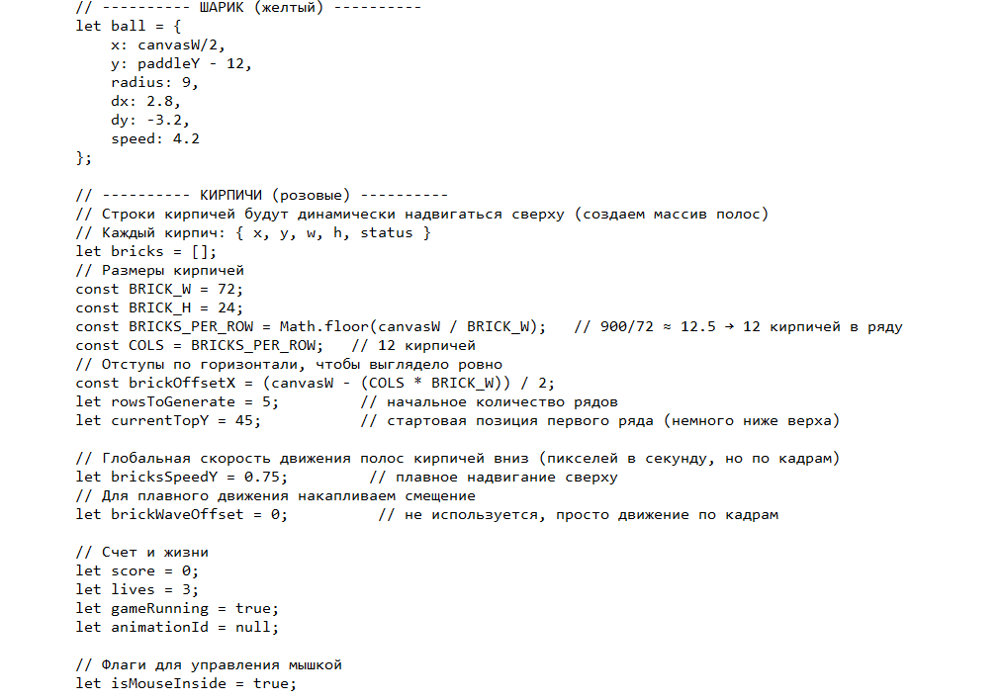 // ---------- ШАРИК (желтый) ----------
let ball = {
    x: canvasW/2,
    y: paddleY - 12,
    radius: 9,
    dx: 2.8,
    dy: -3.2,
    speed: 4.2
};

// ---------- КИРПИЧИ (розовые) ----------
// Строки кирпичей будут динамически надвигаться сверху (создаем массив полос)
// Каждый кирпич: { x, y, w, h, status }
let bricks = [];
// Размеры кирпичей
const BRICK_W = 72;
const BRICK_H = 24;
const BRICKS_PER_ROW = Math.floor(canvasW / BRICK_W);   // 900/72 ≈ 12.5 → 12 кирпичей в ряду
const COLS = BRICKS_PER_ROW;   // 12 кирпичей
// Отступы по горизонтали, чтобы выглядело ровно
const brickOffsetX = (canvasW - (COLS * BRICK_W)) / 2;
let rowsToGenerate = 5;         // начальное количество рядов
let currentTopY = 45;           // стартовая позиция первого ряда (немного ниже верха)

// Глобальная скорость движения полос кирпичей вниз (пикселей в секунду, но по кадрам)
let bricksSpeedY = 0.75;         // плавное надвигание сверху
// Для плавного движения накапливаем смещение
let brickWaveOffset = 0;          // не используется, просто движение по кадрам

// Счет и жизни
let score = 0;
let lives = 3;
let gameRunning = true;
let animationId = null;

// Флаги для управления мышкой
let isMouseInside = true;